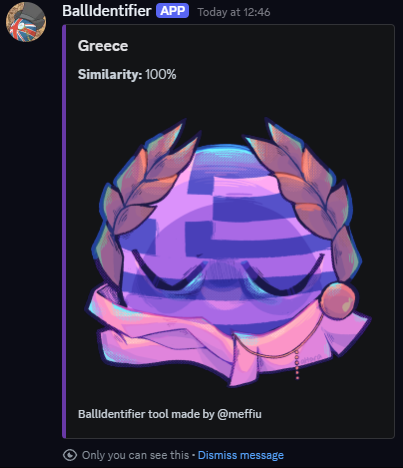 BallIdentifier APP Today at 12:46
Greece
Similarity: 100%
BallIdentifier tool made by @meffiu
Only you can see this • Dismiss message